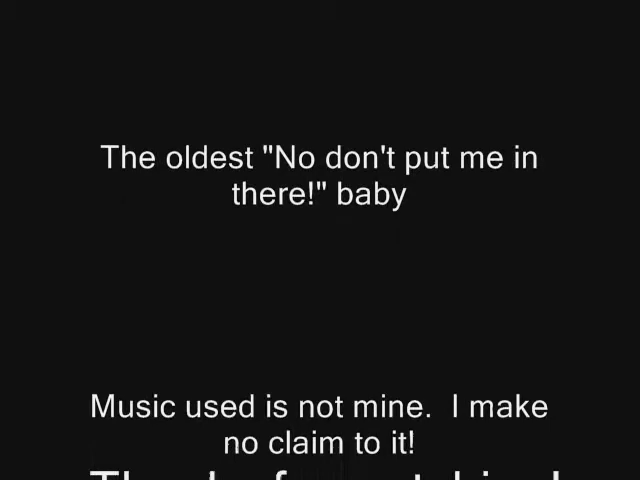 The oldest "No don't put me in
there!" baby
Music used is not mine.  I make
no claim to it!